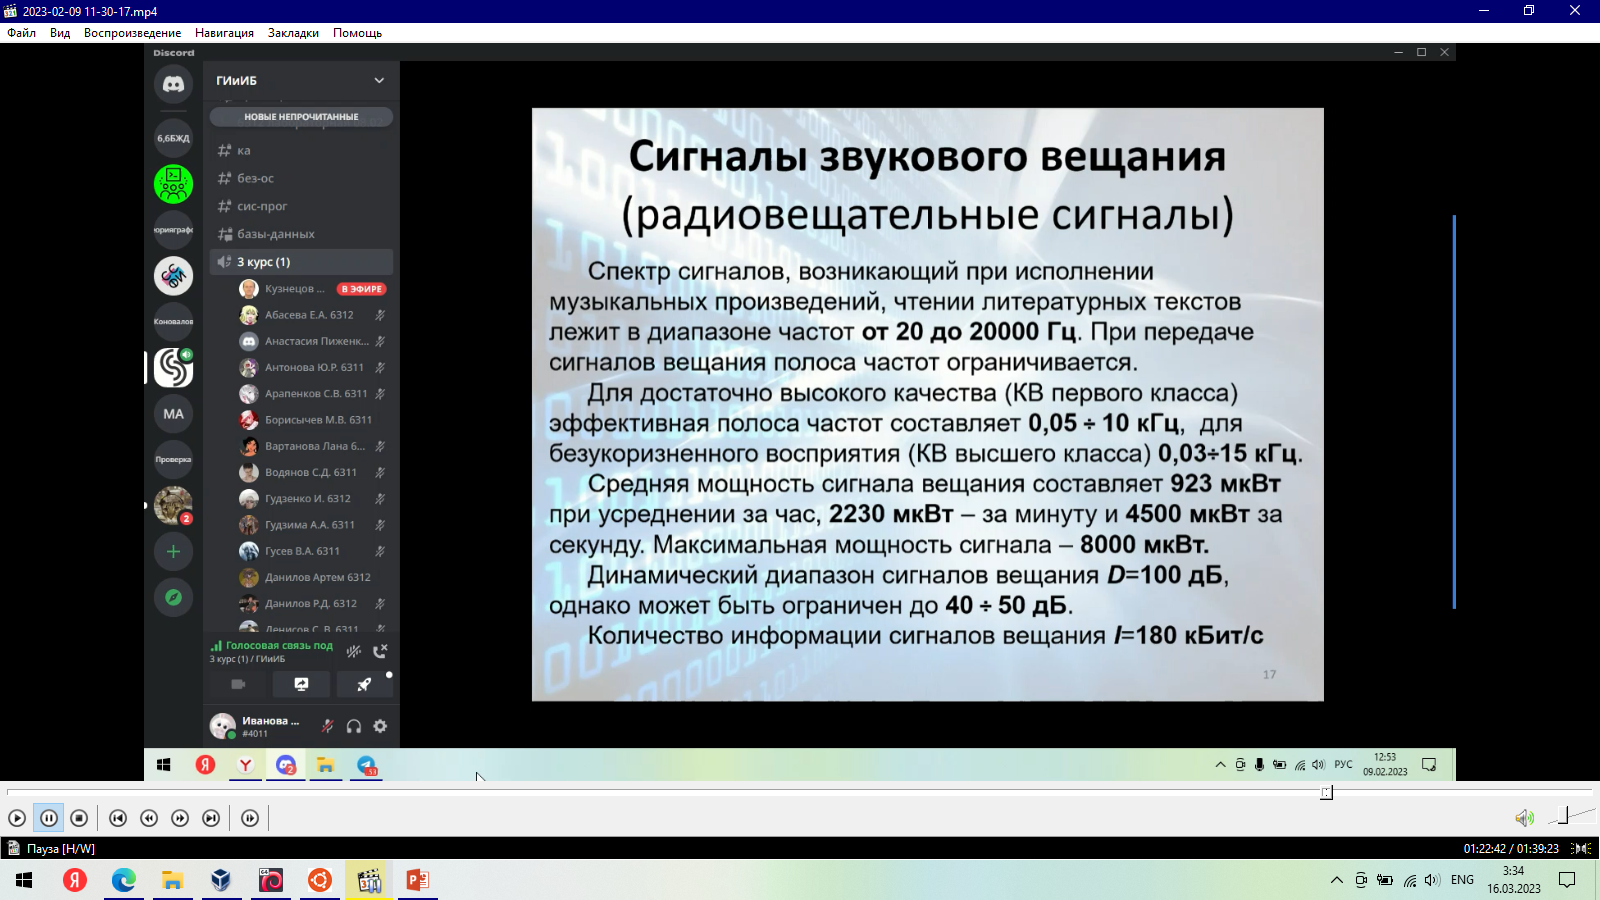 2023-02-09 11-30-17.mp4
Файл Вид Воспроизведение Навигация Закладки Помощь
Discord
ГИиИБ
НОВЫЕ НЕПРОЧИТАННЫЕ
6,6БЖД
ка
без-ос
сис-прог
базы-данных
3 курс (1)
Кузнецов ... В ЭФИРЕ
Абасева Е.А. 6312
Анастасия Пиженк...
Антонова Ю.Р. 6311
Арапенков С.В. 6311
Борисычев М.В. 6311
Вартанова Лана 6...
Водянов С.Д. 6311
Гудзенко И. 6312
Гудзима А.А. 6311
Гусев В.А. 6311
Данилов Артем 6312
Данилов Р.Д. 6312
Денисов С. В. 6311
Коновалов
МА
Проверка
2
Голосовая связь под
3 курс (1) / ГИиИБ
Иванова ...
#4011
Сигналы звукового вещания
(радиовещательные сигналы)
Спектр сигналов, возникающий при исполнении
музыкальных произведений, чтении литературных текстов
лежит в диапазоне частот от 20 до 20000 Гц. При передаче
сигналов вещания полоса частот ограничивается.
Для достаточно высокого качества (КВ первого класса)
эффективная полоса частот составляет 0,05 ÷ 10 кГц, для
безукоризненного восприятия (КВ высшего класса) 0,03÷15 кГц.
Средняя мощность сигнала вещания составляет 923 мкВт
при усреднении за час, 2230 мкВт – за минуту и 4500 мкВт за
секунду. Максимальная мощность сигнала – 8000 мкВт.
Динамический диапазон сигналов вещания D=100 дБ,
однако может быть ограничен до 40 ÷ 50 дБ.
Количество информации сигналов вещания I=180 кБит/с
17
РУС
12:53
09.02.2023
Пауза [H/W]
01:22:42 / 01:39:23
ENG
3:34
16.03.2023